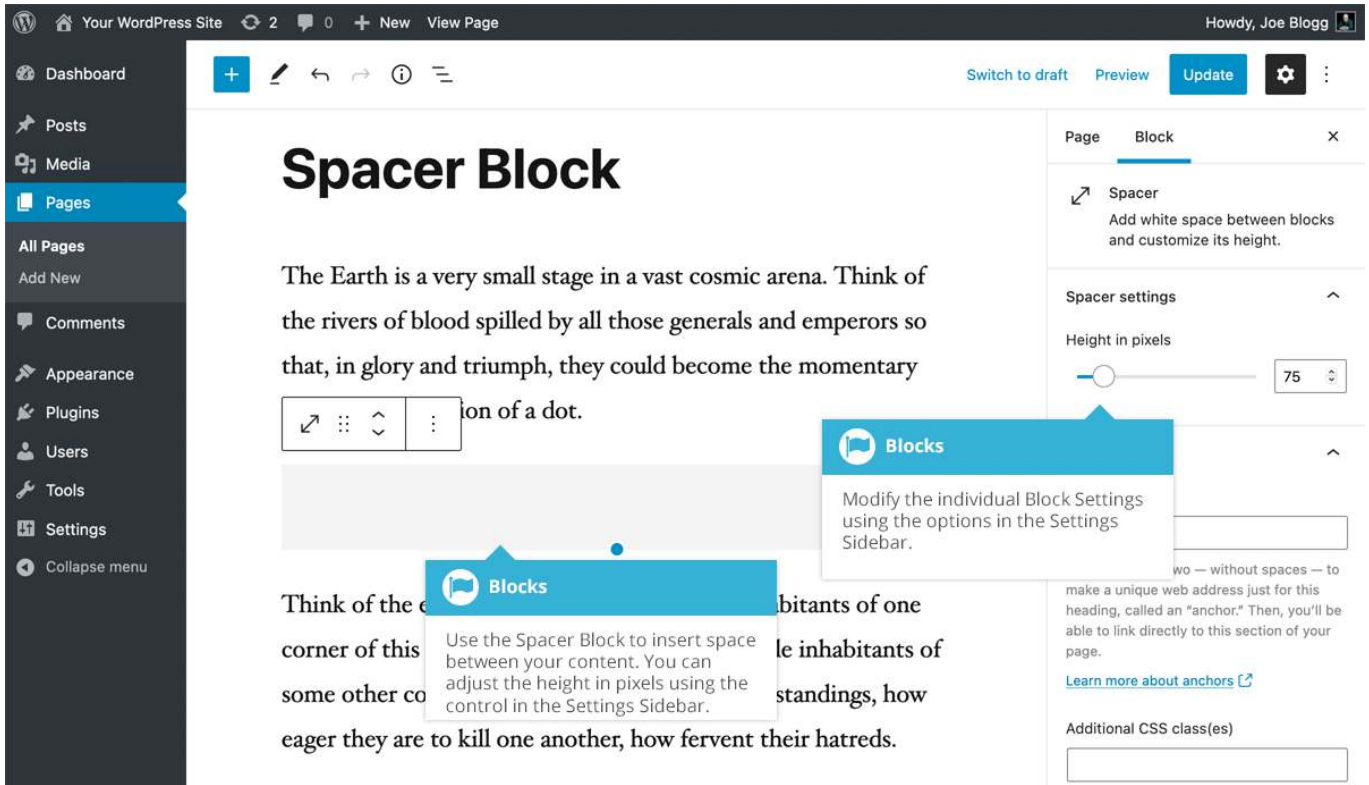 Your WordPress Site 2 0 New View Page Howdy, Joe Blogg
Dashboard
Posts
Media
Pages
All Pages
Add New
Comments
Appearance
Plugins
Users
Tools
Settings
Collapse menu
Switch to draft Preview Update
Spacer Block
The Earth is a very small stage in a vast cosmic arena. Think of
the rivers of blood spilled by all those generals and emperors so
that, in glory and triumph, they could become the momentary
ion of a dot.
Blocks
Use the Spacer Block to insert space
between your content. You can
adjust the height in pixels using the
control in the Settings Sidebar.
Think of the e bitants of one
corner of this le inhabitants of
some other co standings, how
eager they are to kill one another, how fervent their hatreds.
Page Block
Spacer
Add white space between blocks
and customize its height.
Spacer settings
Height in pixels
75
Blocks
Modify the individual Block Settings
using the options in the Settings
Sidebar.
wo — without spaces — to
make a unique web address just for this
heading, called an “anchor.” Then, you’ll be
able to link directly to this section of your
page.
Learn more about anchors
Additional CSS class(es)